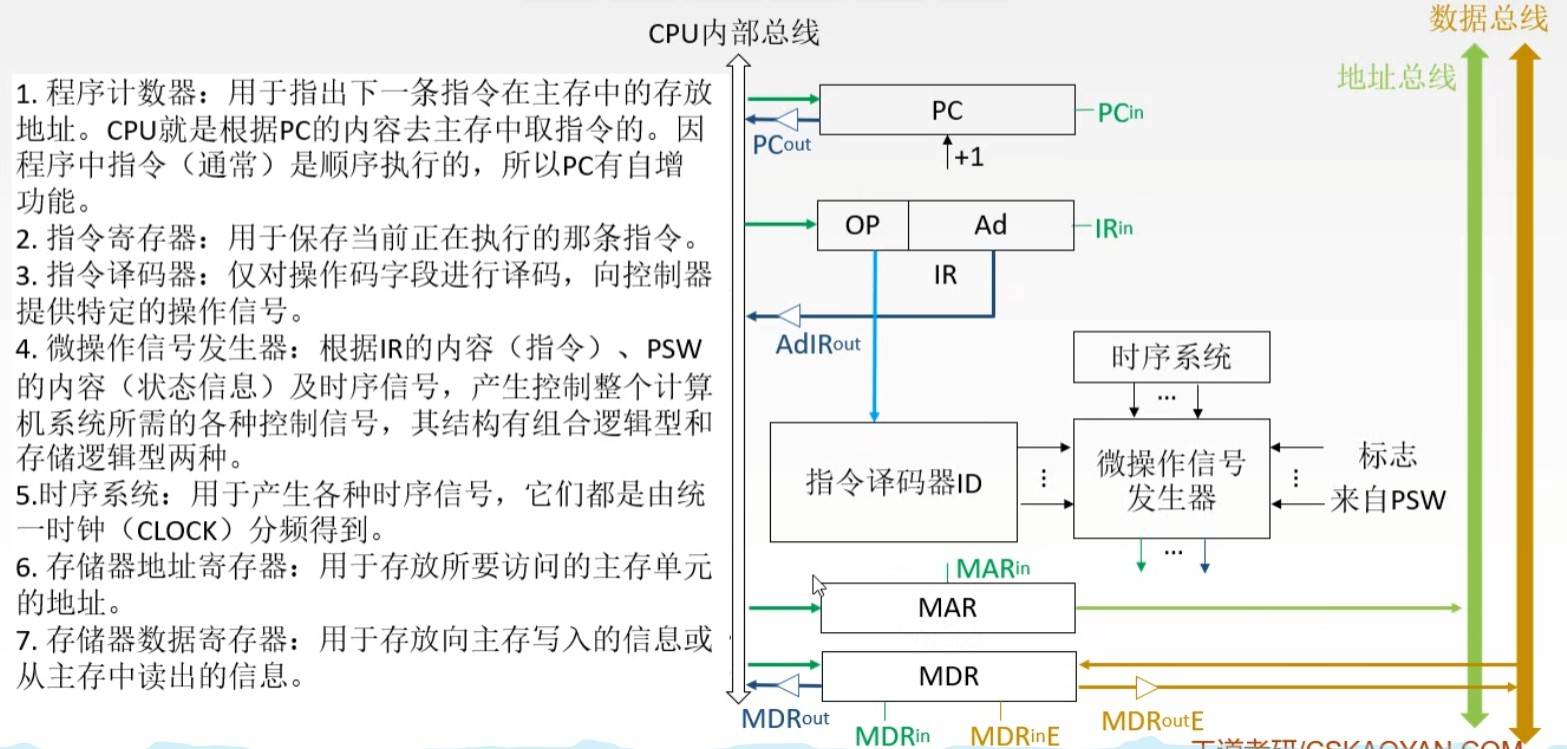 数据总线
CPU内部总线
地址总线
1. 程序计数器：用于指出下一条指令在主存中的存放
地址。CPU就是根据PC的内容去主存中取指令的。因
程序中指令（通常）是顺序执行的，所以PC有自增
功能。
2. 指令寄存器：用于保存当前正在执行的那条指令。
3. 指令译码器：仅对操作码字段进行译码，向控制器
提供特定的操作信号。
4. 微操作信号发生器：根据IR的内容（指令）、PSW
的内容（状态信息）及时序信号，产生控制整个计算
机系统所需的各种控制信号，其结构有组合逻辑型和
存储逻辑型两种。
5.时序系统：用于产生各种时序信号，它们都是由统
一时钟（CLOCK）分频得到。
6. 存储器地址寄存器：用于存放所要访问的主存单元
的地址。
7. 存储器数据寄存器：用于存放向主存写入的信息或
从主存中读出的信息。
PC
PCin
PCout
+1
OP
Ad
IRin
IR
AdIRout
时序系统
...
指令译码器ID
...
微操作信号
发生器
...
标志
来自PSW
...
MARin
MAR
MDR
MDRout
MDRin
MDRinE
MDRoutE
王道考研/CSKAOYAN.COM